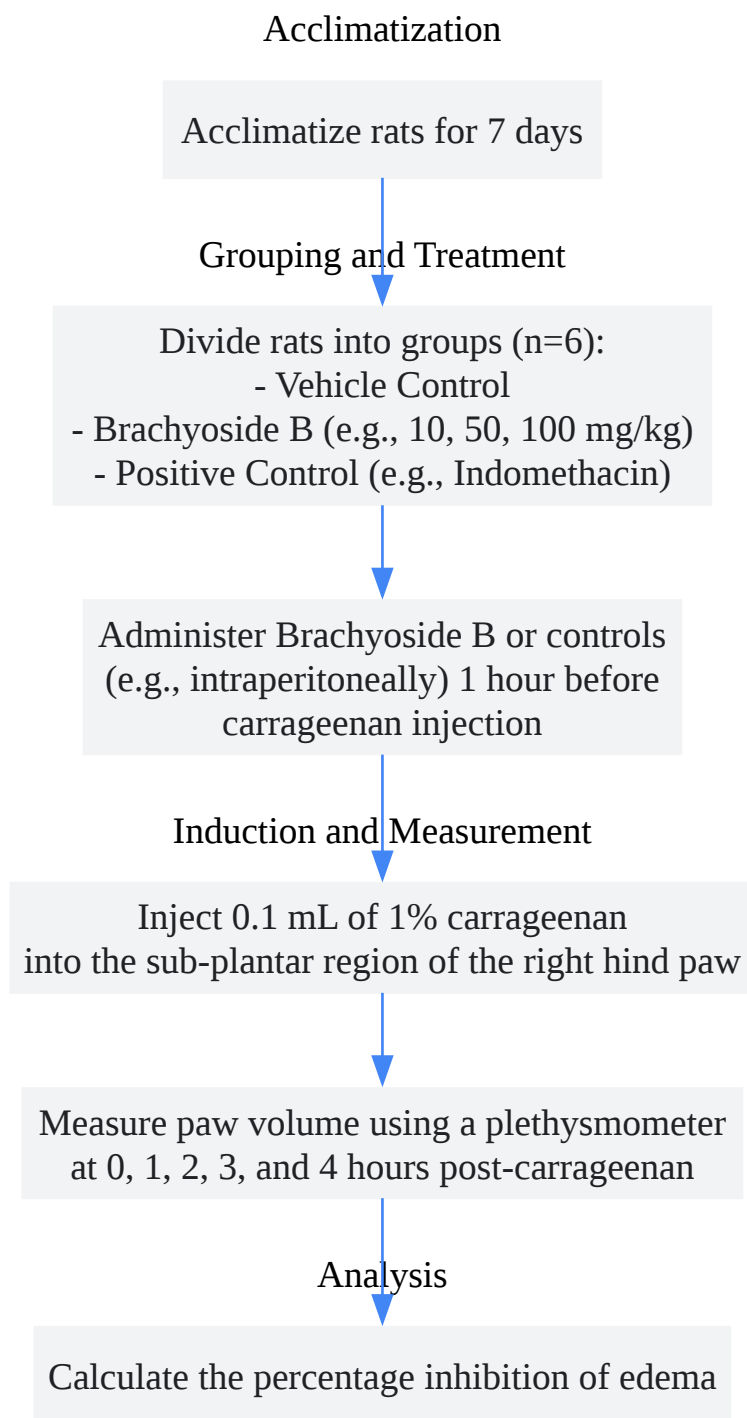 Acclimatization
Acclimatize rats for 7 days
Grouping and Treatment
Divide rats into groups (n=6):
- Vehicle Control
- Brachyoside B (e.g., 10, 50, 100 mg/kg)
- Positive Control (e.g., Indomethacin)
Administer Brachyoside B or controls
(e.g., intraperitoneally) 1 hour before
carrageenan injection
Induction and Measurement
Inject 0.1 mL of 1% carrageenan
into the sub-plantar region of the right hind paw
Measure paw volume using a plethysmometer
at 0, 1, 2, 3, and 4 hours post-carrageenan
Analysis
Calculate the percentage inhibition of edema